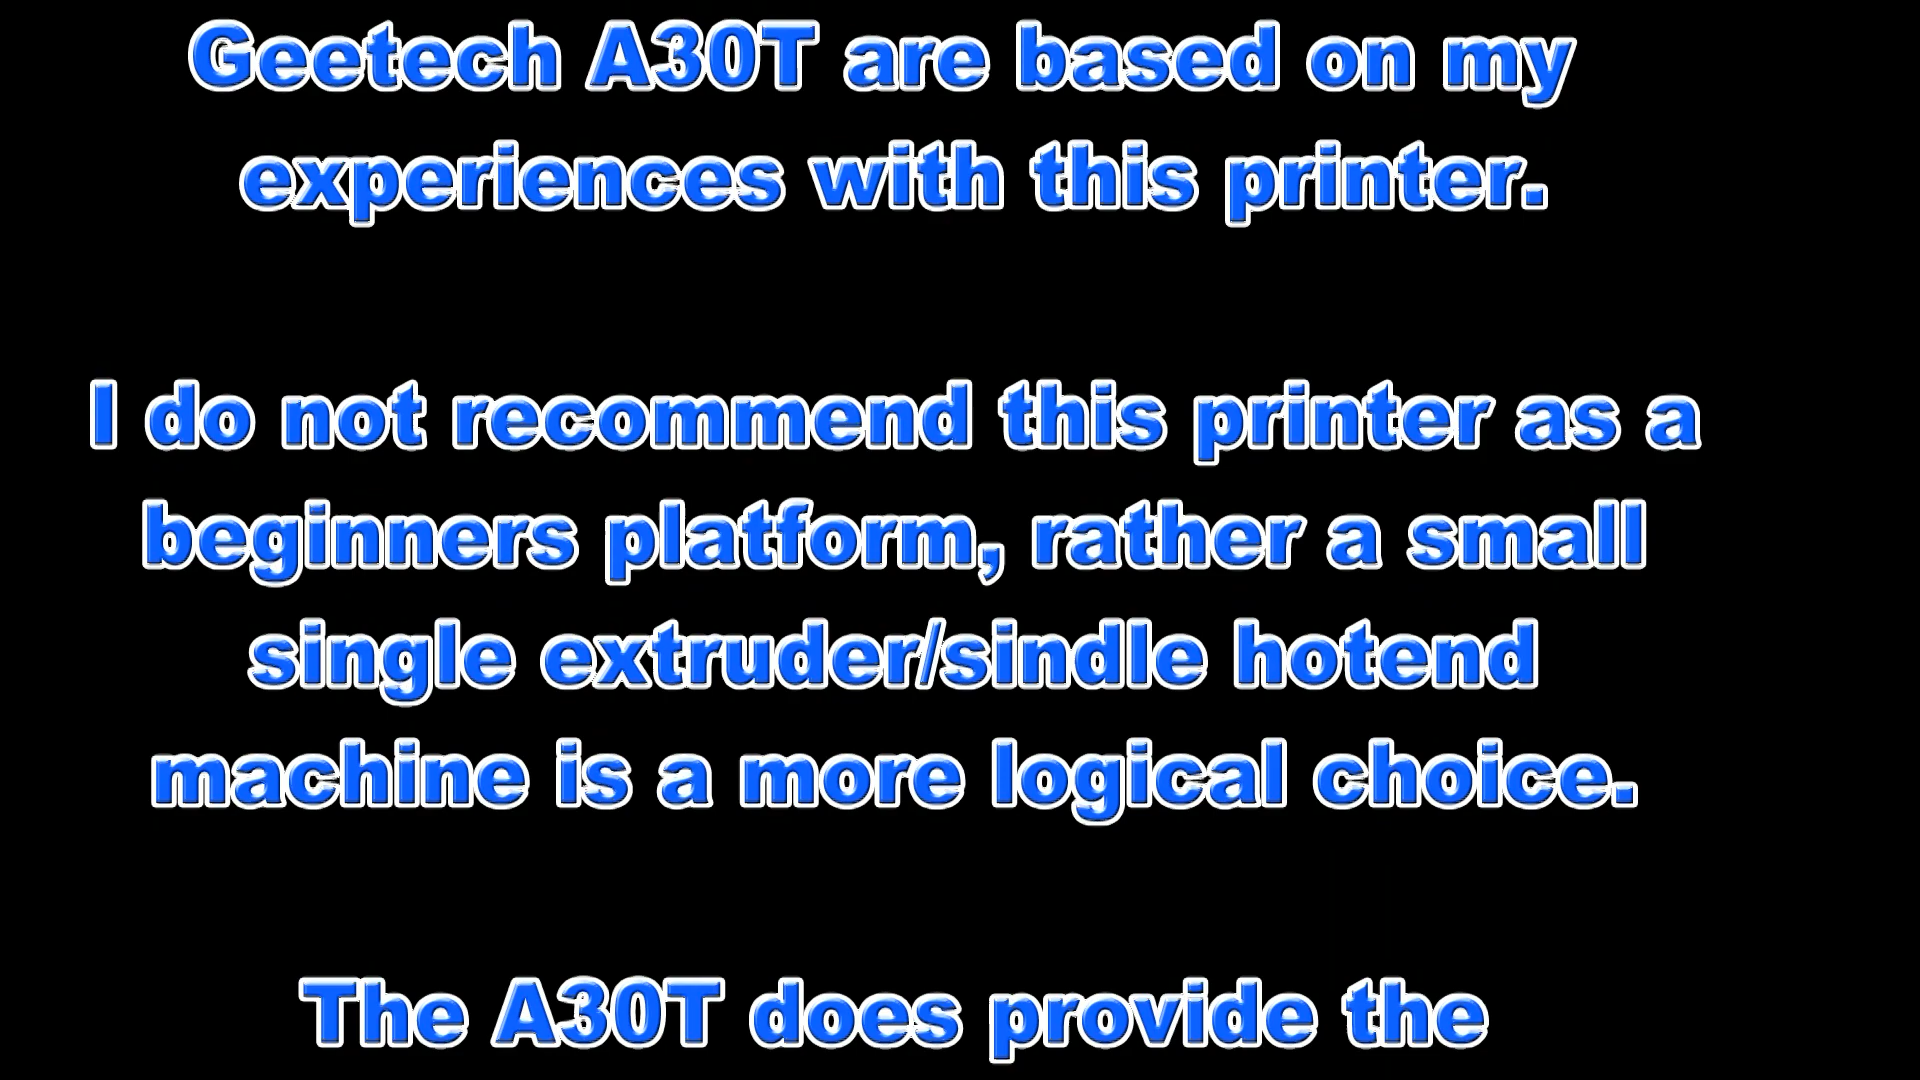 Geetech A30T are based on my
experiences with this printer.
I do not recommend this printer as a
beginners platform, rather a small
single extruder/sindle hotend
machine is a more logical choice.
The A30T does provide the